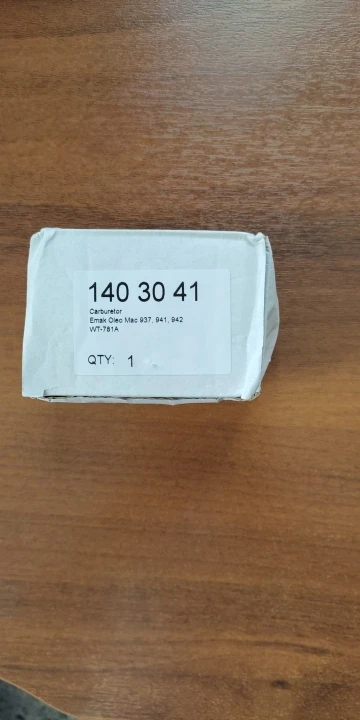 140 30 41
Carburetor
Emak Oleo Mac 937, 941, 942
WT-781A
QTY: 1